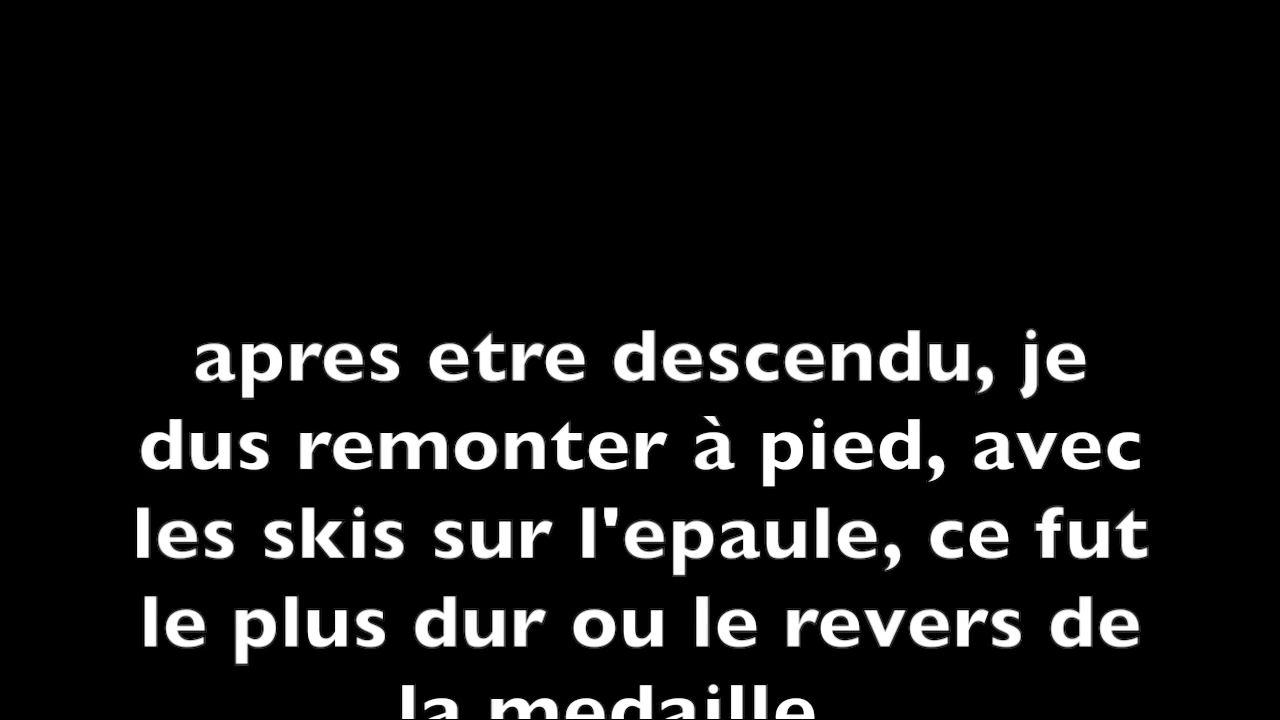 apres etre descendu, je
dus remonter à pied, avec
les skis sur l'epaule, ce fut
le plus dur ou le revers de
la medaille